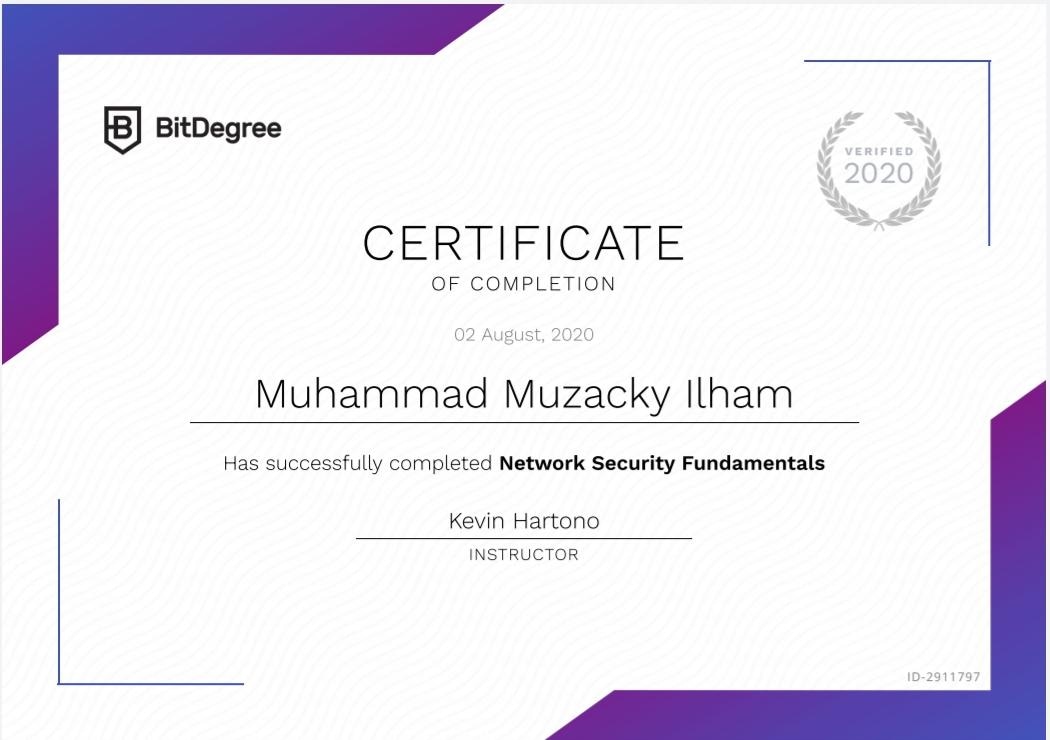 BitDegree
VERIFIED
2020
CERTIFICATE
OF COMPLETION
02 August, 2020
Muhammad Muzacky Ilham
Has successfully completed Network Security Fundamentals
Kevin Hartono
INSTRUCTOR
ID-2911797